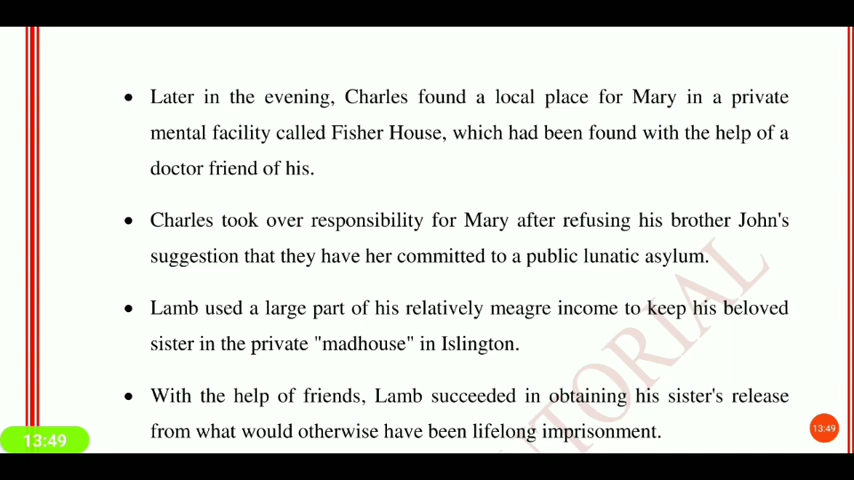 • Later in the evening, Charles found a local place for Mary in a private
mental facility called Fisher House, which had been found with the help of a
doctor friend of his.
• Charles took over responsibility for Mary after refusing his brother John's
suggestion that they have her committed to a public lunatic asylum.
• Lamb used a large part of his relatively meagre income to keep his beloved
sister in the private "madhouse" in Islington.
• With the help of friends, Lamb succeeded in obtaining his sister's release
from what would otherwise have been lifelong imprisonment.
13:49
13:49